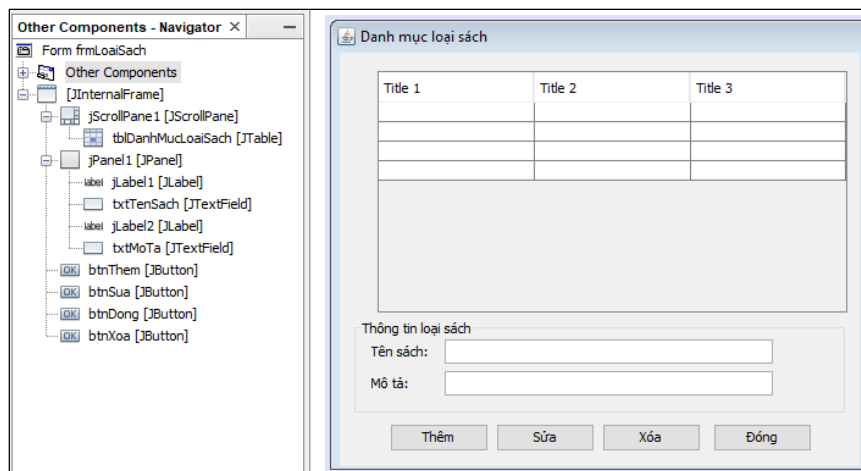 Other Components - Navigator ×
Form frmLoaiSach
Other Components
[JInternalFrame]
jScrollPane1 [JScrollPane]
tblDanhMucLoaiSach [JTable]
jPanel1 [JPanel]
label jLabel1 [JLabel]
txtTenSach [JTextField]
label jLabel2 [JLabel]
txtMoTa [JTextField]
OK btnThem [JButton]
OK btnSua [JButton]
OK btnDong [JButton]
OK btnXoa [JButton]
Danh mục loại sách
Title 1 Title 2 Title 3
Thông tin loại sách
Tên sách:
Mô tả:
Thêm Sửa Xóa Đóng